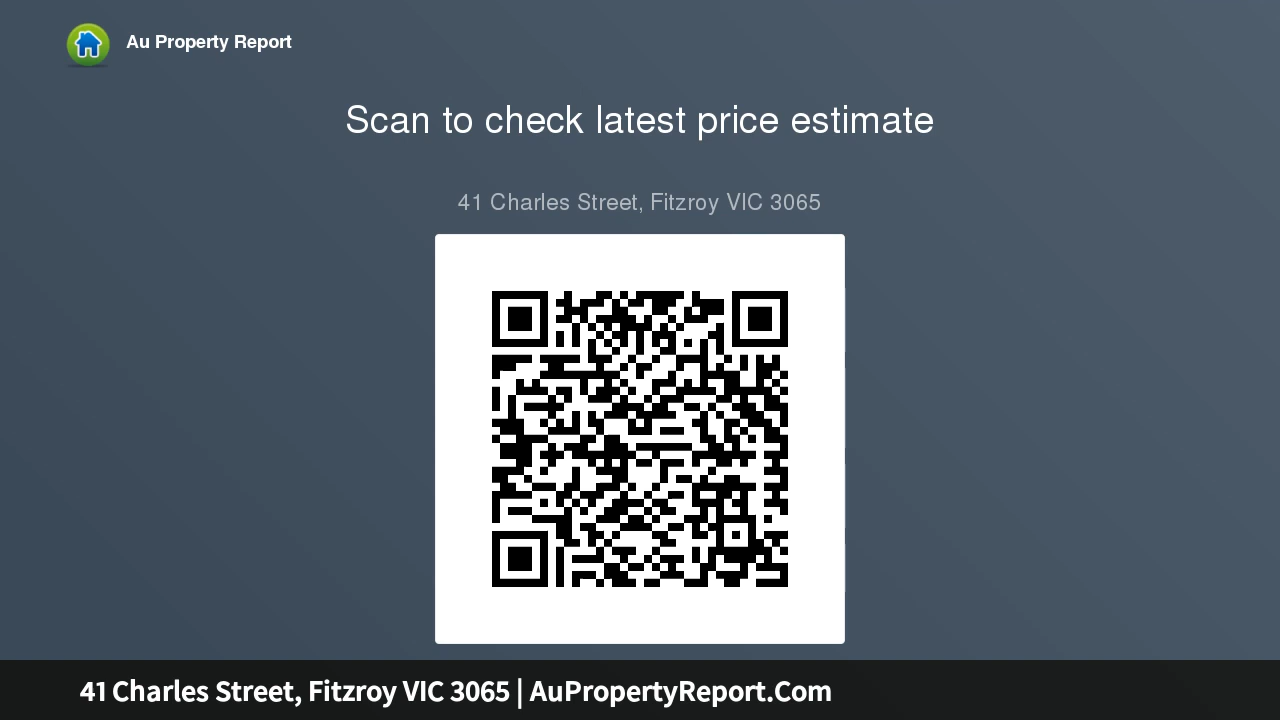 Au Property Report
Scan to check latest price estimate
41 Charles Street, Fitzroy VIC 3065
41 Charles Street, Fitzroy VIC 3065 | AuPropertyReport.Com